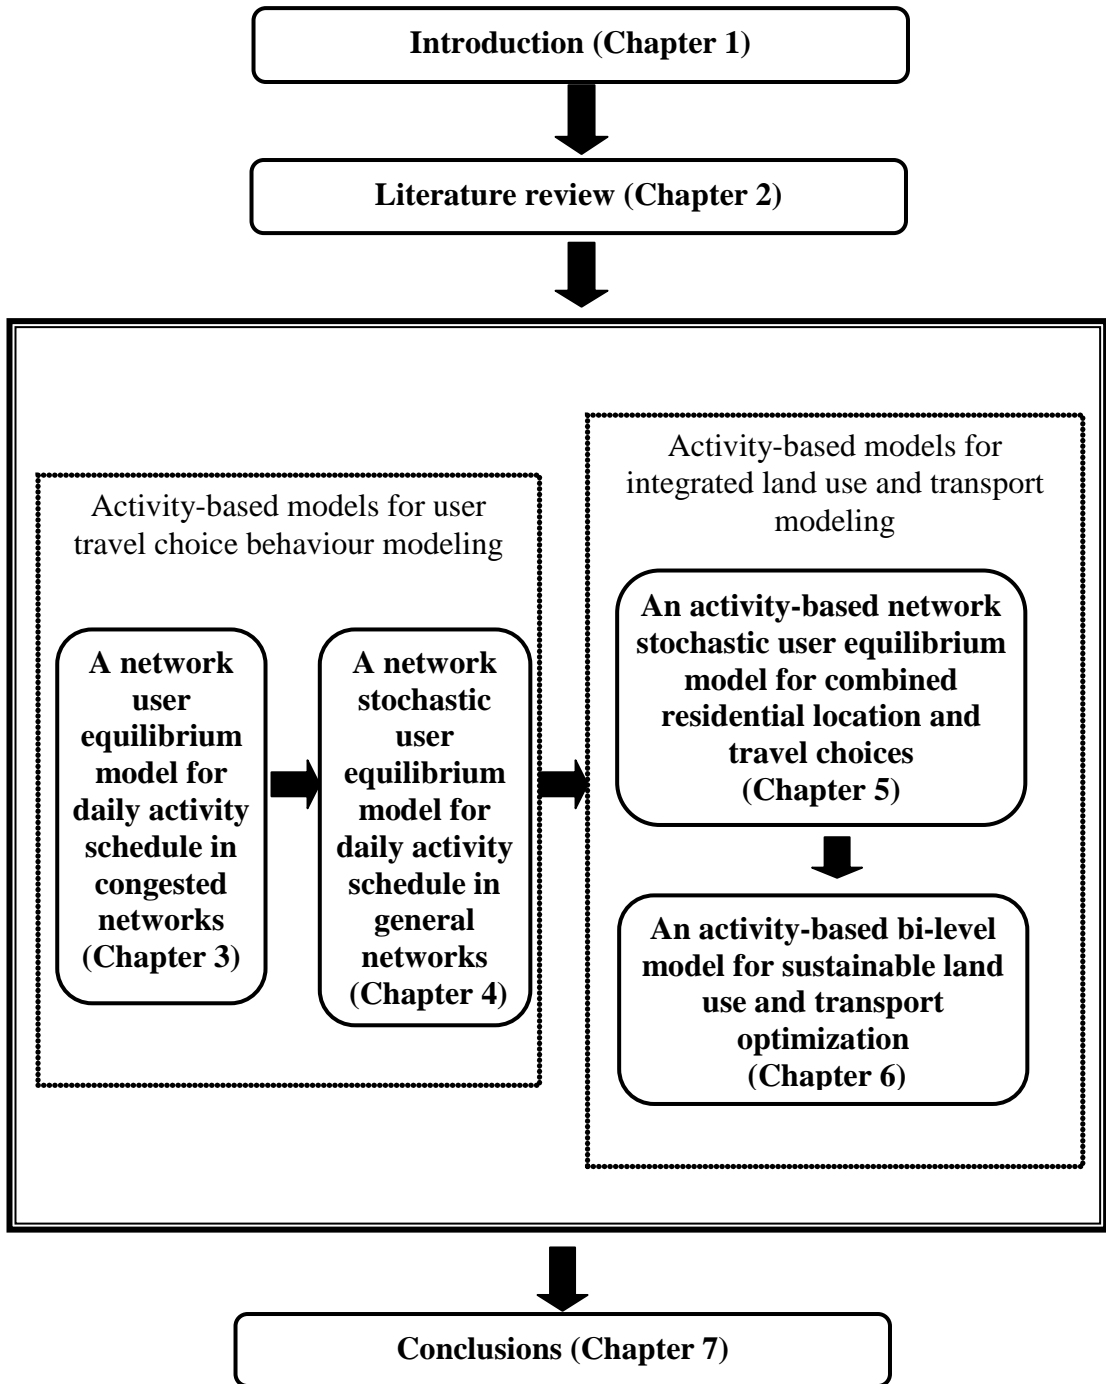 Introduction (Chapter 1)
Literature review (Chapter 2)
Activity-based models for user
travel choice behaviour modeling
A network
user
equilibrium
model for
daily activity
schedule in
congested
networks
(Chapter 3)
A network
stochastic
user
equilibrium
model for
daily activity
schedule in
general
networks
(Chapter 4)
Activity-based models for
integrated land use and transport
modeling
An activity-based network
stochastic user equilibrium
model for combined
residential location and
travel choices
(Chapter 5)
An activity-based bi-level
model for sustainable land
use and transport
optimization
(Chapter 6)
Conclusions (Chapter 7)